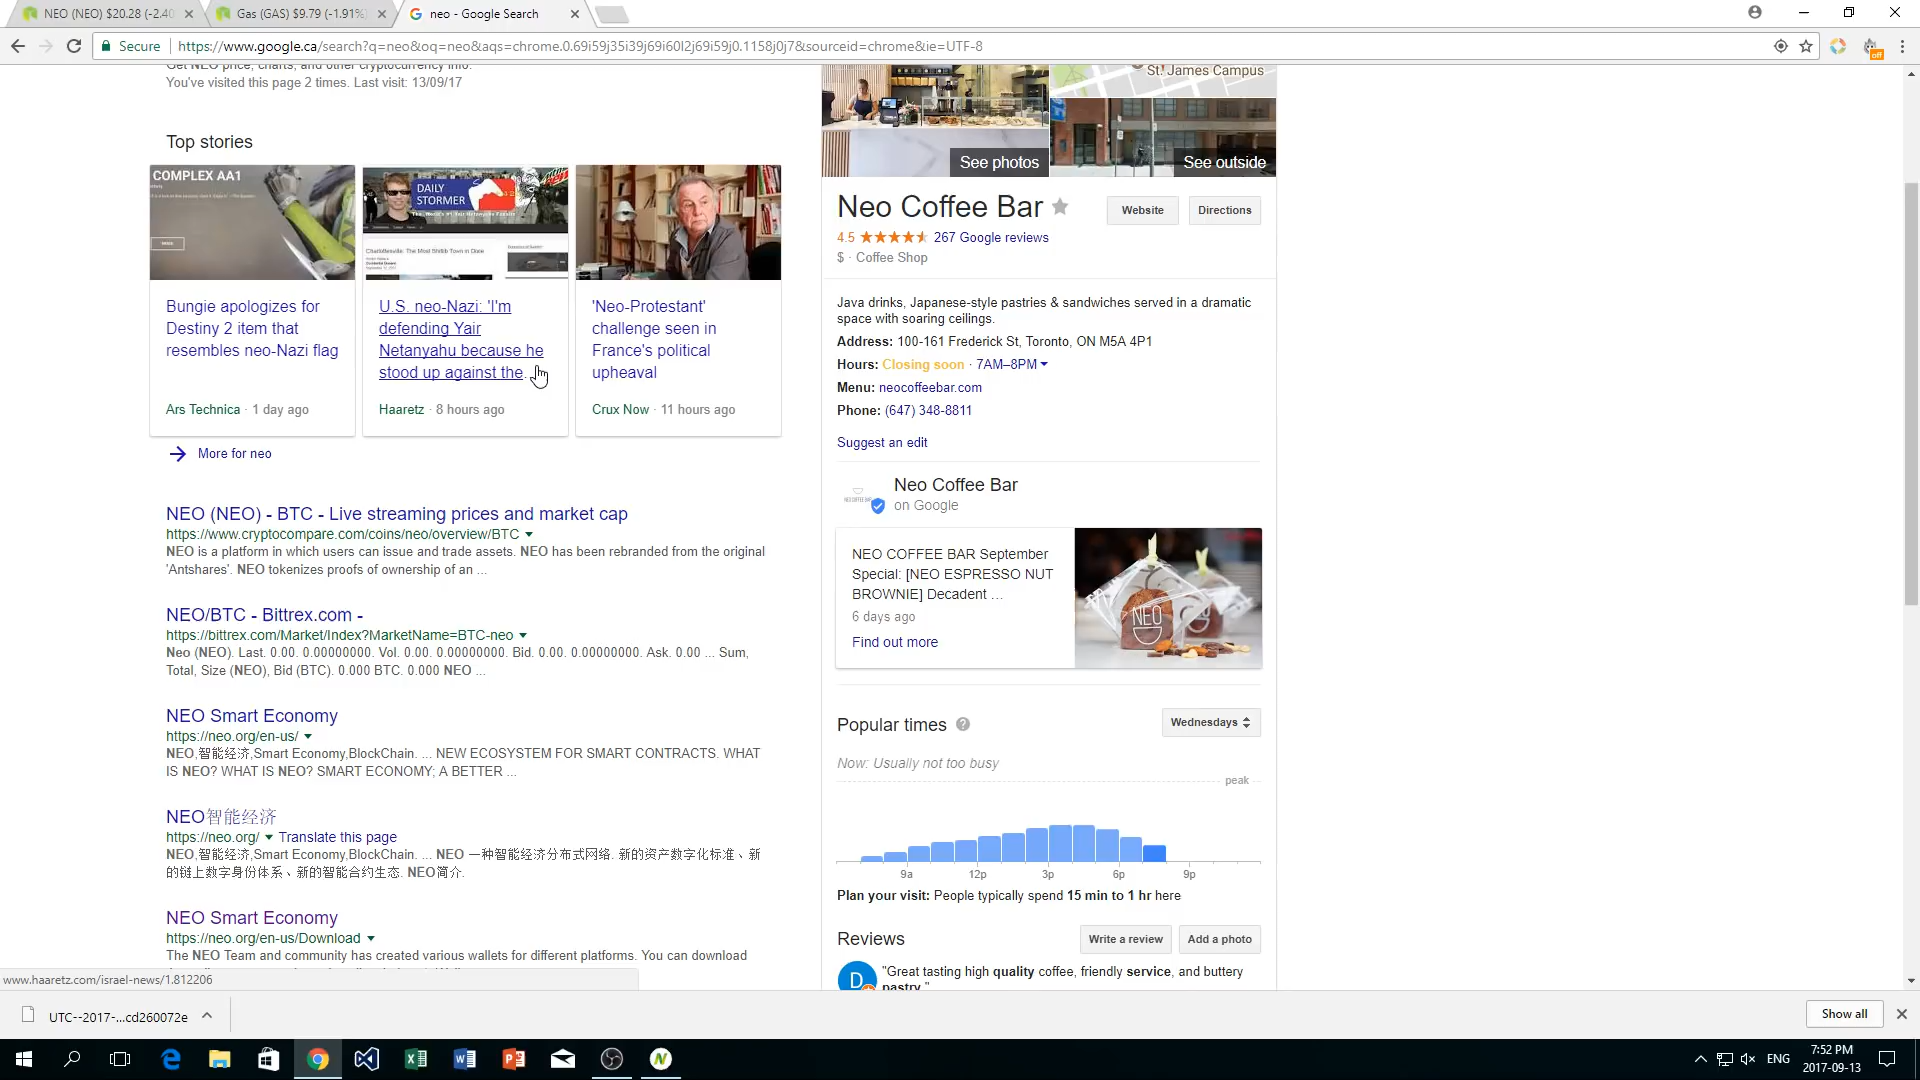 NEO (NEO) $20.28 (-2.40
Gas (GAS) $9.79 (-1.91%
neo - Google Search
Secure
https://www.google.ca/search?q=neo&oq=neo&aqs=chrome.0.69i59j35i39j69i60l2j69i59j0.1158j0j7&sourceid=chrome&ie=UTF-8
off
Get NEO price, charts, and other cryptocurrency info.
You've visited this page 2 times. Last visit: 13/09/17
Top stories
COMPLEX AA1
DAILY
STORMER
Bungie apologizes for
Destiny 2 item that
resembles neo-Nazi flag
Ars Technica · 1 day ago
U.S. neo-Nazi: 'I'm
defending Yair
Netanyahu because he
stood up against the.
Haaretz · 8 hours ago
'Neo-Protestant'
challenge seen in
France's political
upheaval
Crux Now · 11 hours ago
More for neo
NEO (NEO) - BTC - Live streaming prices and market cap
https://www.cryptocompare.com/coins/neo/overview/BTC
NEO is a platform in which users can issue and trade assets. NEO has been rebranded from the original
'Antshares'. NEO tokenizes proofs of ownership of an ...
NEO/BTC - Bittrex.com -
https://bittrex.com/Market/Index?MarketName=BTC-neo
Neo (NEO). Last. 0.00. 0.00000000. Vol. 0.00. 0.00000000. Bid. 0.00. 0.00000000. Ask. 0.00 ... Sum,
Total, Size (NEO), Bid (BTC). 0.000 BTC. 0.000 NEO ...
NEO Smart Economy
https://neo.org/en-us/
NEO,智能经济,Smart Economy,BlockChain. ... NEW ECOSYSTEM FOR SMART CONTRACTS. WHAT
IS NEO? WHAT IS NEO? SMART ECONOMY; A BETTER ...
NEO智能经济
https://neo.org/ Translate this page
NEO,智能经济,Smart Economy,BlockChain. ... NEO 一种智能经济分布式网络. 新的资产数字化标准、新
的链上数字身份体系、新的智能合约生态. NEO简介.
NEO Smart Economy
https://neo.org/en-us/Download
The NEO Team and community has created various wallets for different platforms. You can download
www.haaretz.com/israel-news/1.812206
St. James Campus
See photos
See outside
Neo Coffee Bar
Website
Directions
4.5
267 Google reviews
$ · Coffee Shop
Java drinks, Japanese-style pastries & sandwiches served in a dramatic
space with soaring ceilings.
Address: 100-161 Frederick St, Toronto, ON M5A 4P1
Hours: Closing soon · 7AM–8PM
Menu: neocoffeebar.com
Phone: (647) 348-8811
Suggest an edit
Neo Coffee Bar
on Google
NEO COFFEE BAR September
Special: [NEO ESPRESSO NUT
BROWNIE] Decadent ...
6 days ago
Find out more
NEO
Popular times
?
Wednesdays
Now: Usually not too busy
peak
9a 12p 3p 6p 9p
Plan your visit: People typically spend 15 min to 1 hr here
Reviews
Write a review
Add a photo
D
"Great tasting high quality coffee, friendly service, and buttery
pastry."
UTC--2017-...cd260072e
Show all
ENG
7:52 PM
2017-09-13